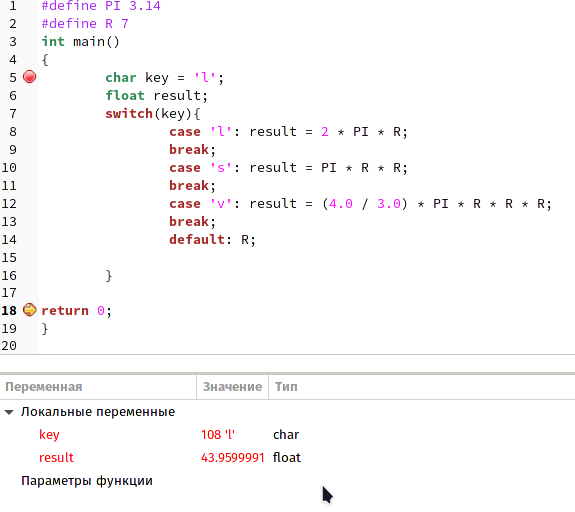 1 #define PI 3.14
2 #define R 7
3 int main()
4 {
5 char key = 'l';
6 float result;
7 switch(key){
8 case 'l': result = 2 * PI * R;
9 break;
10 case 's': result = PI * R * R;
11 break;
12 case 'v': result = (4.0 / 3.0) * PI * R * R * R;
13 break;
14 default: R;
15
16 }
17
18 return 0;
19 }
20
Переменная Значение Тип
Локальные переменные
key 108 'l' char
result 43.9599991 float
Параметры функции